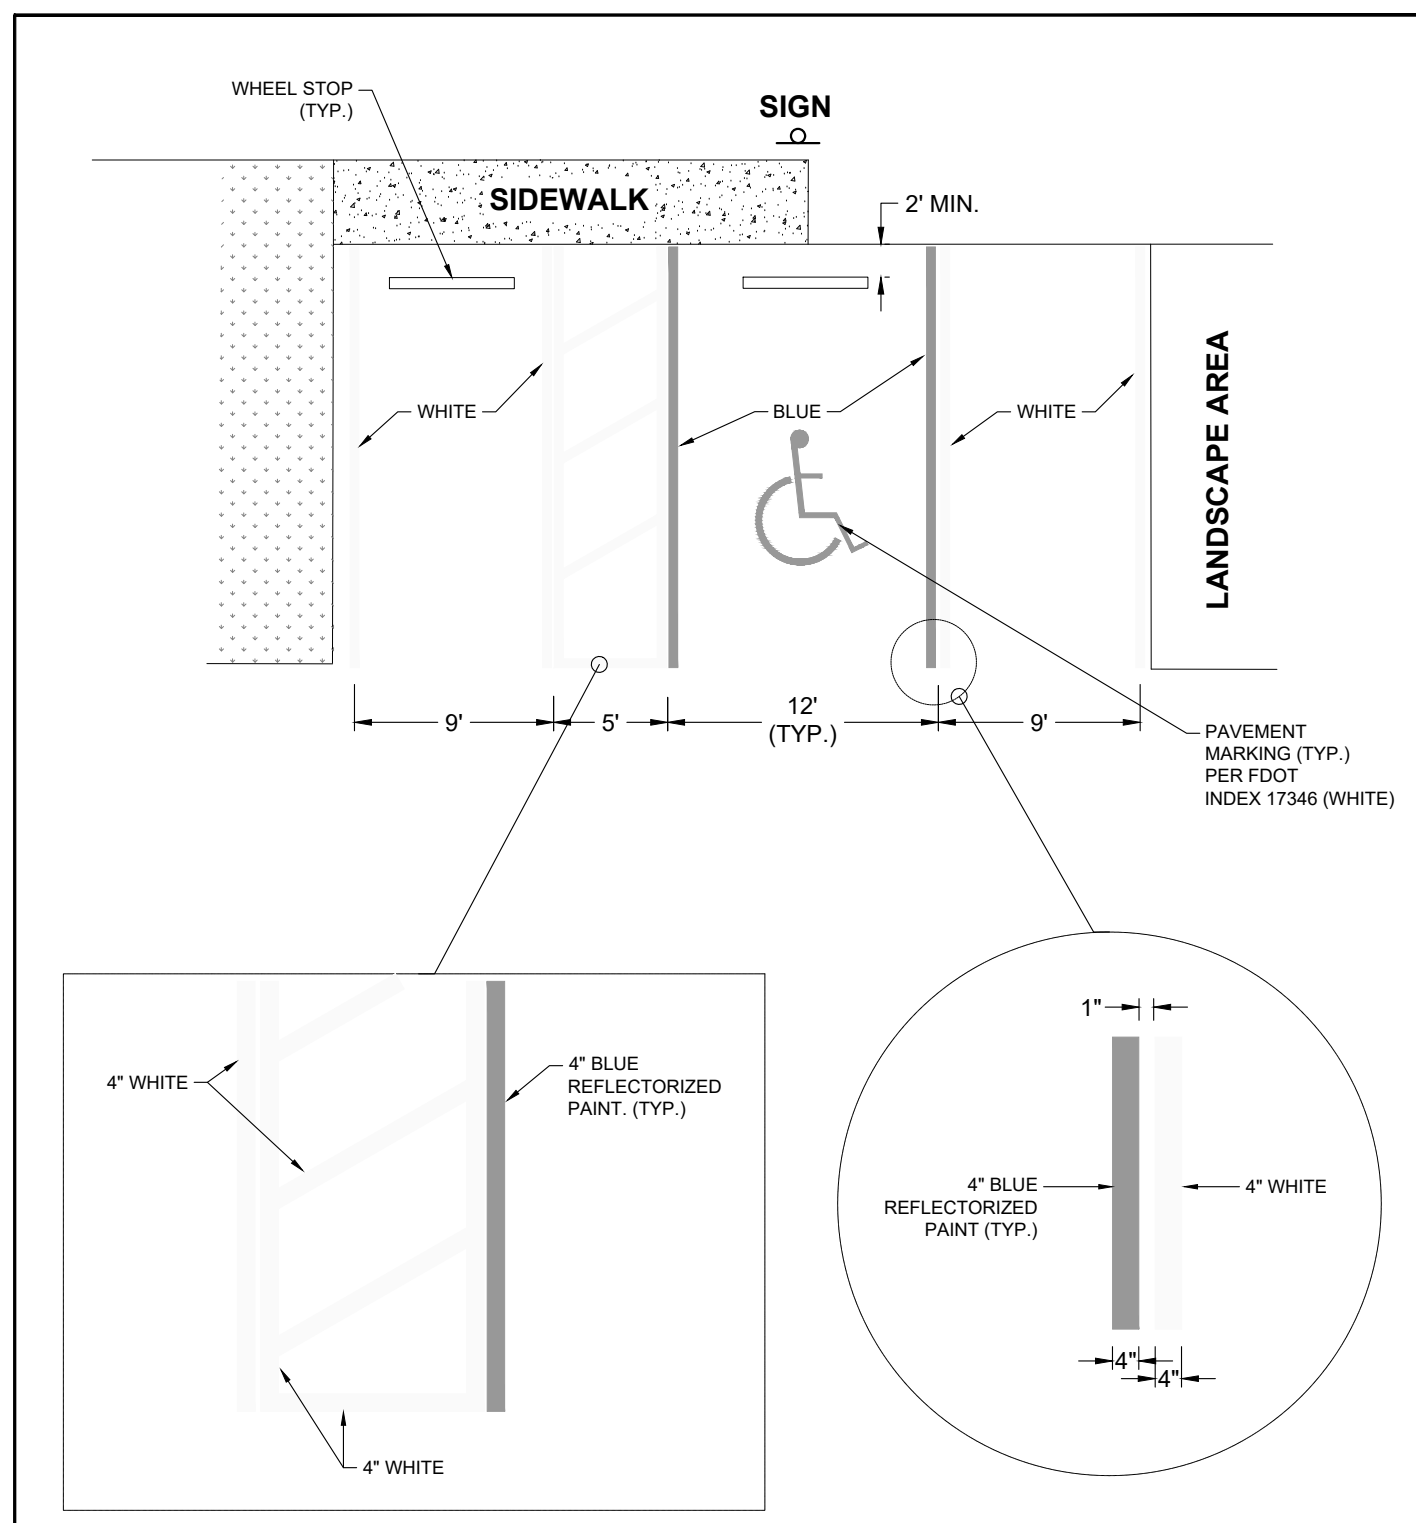 WHEEL STOP
(TYP.)
SIGN
SIDEWALK
2' MIN.
WHITE
BLUE
WHITE
LANDSCAPE AREA
9'
5'
12'
(TYP.)
9'
PAVEMENT
MARKING (TYP.)
PER FDOT
INDEX 17346 (WHITE)
4" WHITE
4" BLUE
REFLECTORIZED
PAINT. (TYP.)
4" WHITE
1"
4" BLUE
REFLECTORIZED
PAINT (TYP.)
4" WHITE
4"
4"